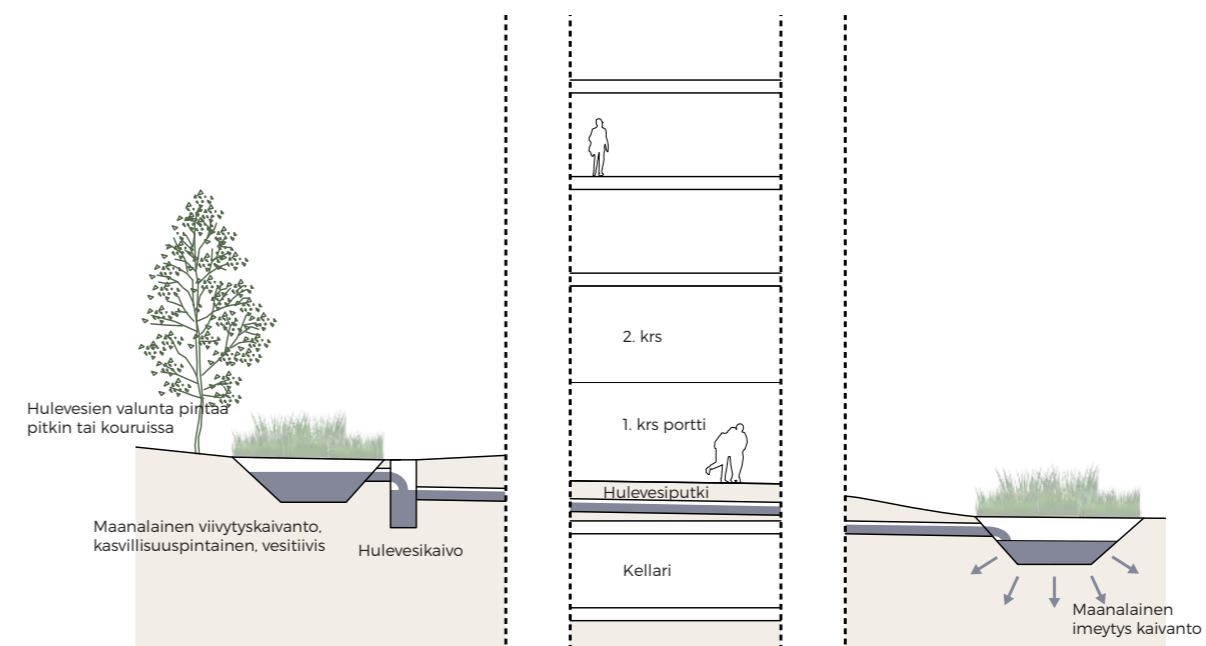 2. krs
Hulevesien valunta pintaa
pitkin tai kouruissa
1. krs portti
Hulevesiputki
Maanalainen viivytyskaivanto,
kasvillisuuspintainen, vesitiivis
Hulevesikaivo
Kellari
Maanalainen
imeytys kaivanto